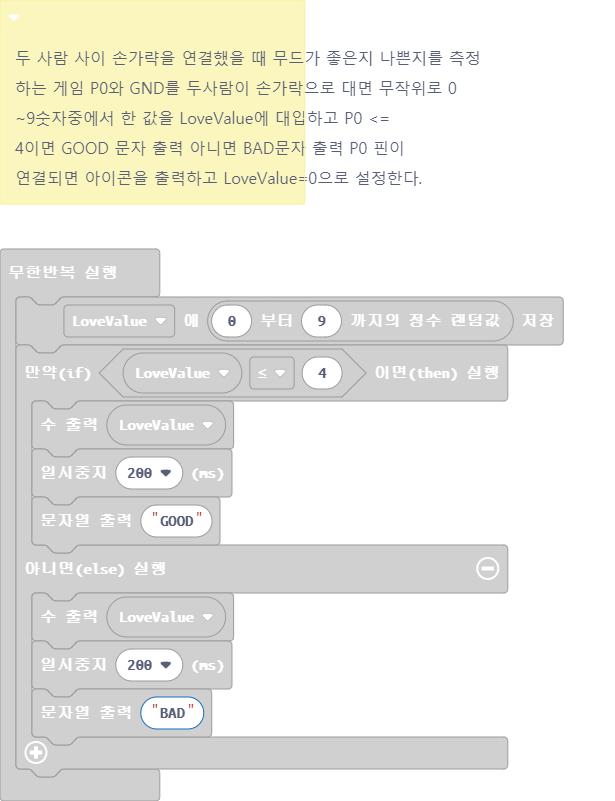 두 사람 사이 손가락을 연결했을 때 무드가 좋은지 나쁜지를 측정
하는 게임 P0와 GND를 두사람이 손가락으로 대면 무작위로 0
~9숫자중에서 한 값을 LoveValue에 대입하고 P0 <=
4이면 GOOD 문자 출력 아니면 BAD문자 출력 P0 핀이
연결되면 아이콘을 출력하고 LoveValue=0으로 설정한다.
무한반복 실행
LoveValue 에 0 부터 9 까지의 정수 랜덤값 저장
만약(if) LoveValue ≤ 4 이면(then) 실행
수 출력 LoveValue
일시중지 200 (ms)
문자열 출력 "GOOD"
아니면(else) 실행
수 출력 LoveValue
일시중지 200 (ms)
문자열 출력 "BAD"